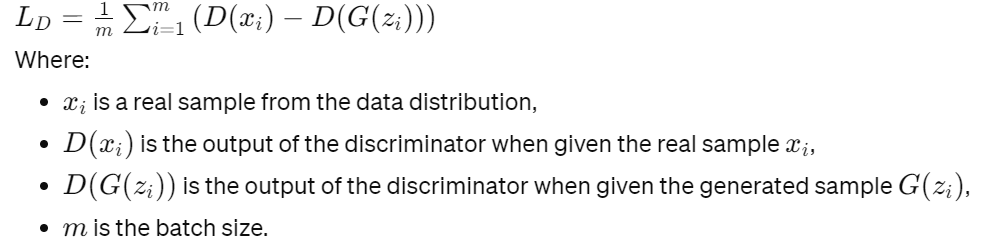 L_D = \frac{1}{m} \sum_{i=1}^{m} (D(x_i) − D(G(z_i)))
Where:
• x_i is a real sample from the data distribution,
• D(x_i) is the output of the discriminator when given the real sample x_i,
• D(G(z_i)) is the output of the discriminator when given the generated sample G(z_i),
• m is the batch size.